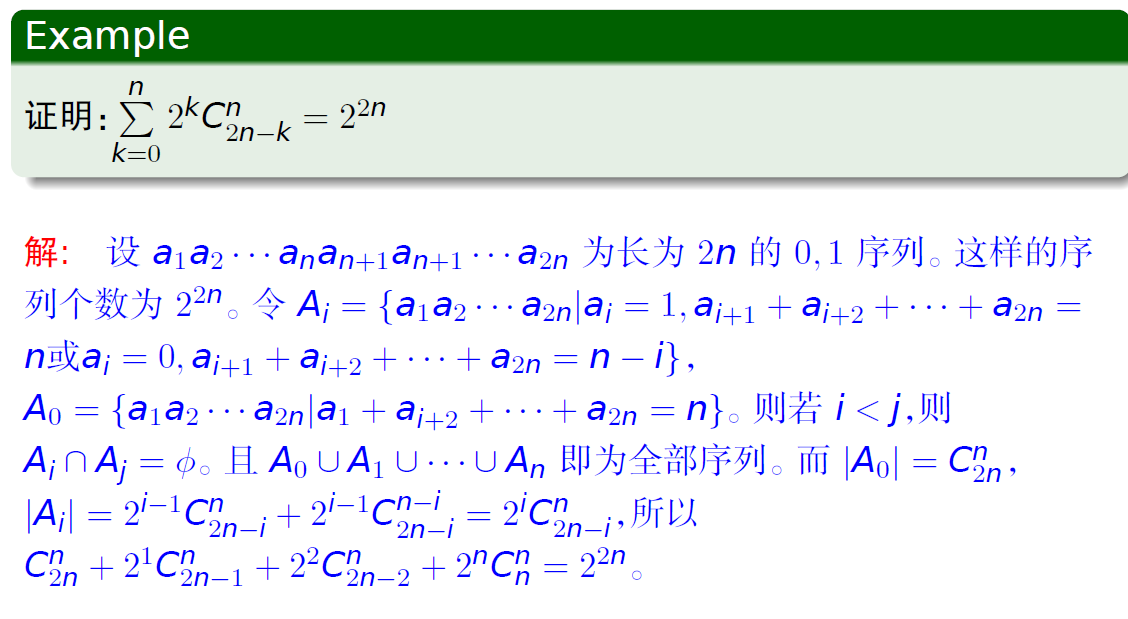 Example
证明:$\sum\limits_{k=0}^{n} 2^k C_{2n-k}^{n} = 2^{2n}$
解: 设 $a_1a_2\cdots a_na_{n+1}a_{n+1}\cdots a_{2n}$ 为长为 $2n$ 的 $0,1$ 序列。这样的序
列个数为 $2^{2n}$。令 $A_i = \{a_1a_2\cdots a_{2n}|a_i = 1, a_{i+1} + a_{i+2} + \cdots + a_{2n} =$
$n$或$a_i = 0, a_{i+1} + a_{i+2} + \cdots + a_{2n} = n - i\}$,
$A_0 = \{a_1a_2\cdots a_{2n}|a_1 + a_{i+2} + \cdots + a_{2n} = n\}$。则若 $i < j$,则
$A_i \cap A_j = \phi$。且 $A_0 \cup A_1 \cup \cdots \cup A_n$ 即为全部序列。而 $|A_0| = C_{2n}^{n}$,
$|A_i| = 2^{i-1}C_{2n-i}^{n} + 2^{i-1}C_{2n-i}^{n-i} = 2^iC_{2n-i}^{n}$,所以
$C_{2n}^{n} + 2^1C_{2n-1}^{n} + 2^2C_{2n-2}^{n} + 2^nC_{n}^{n} = 2^{2n}$。